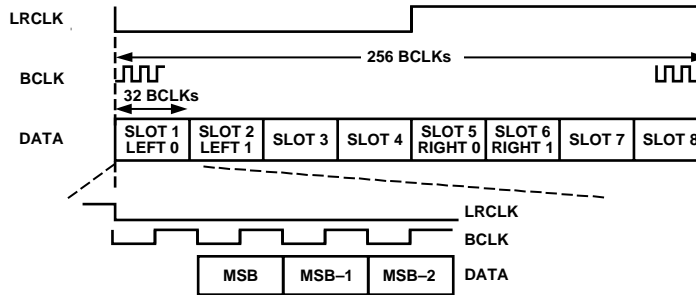 LRCLK
256 BCLKs
BCLK
32 BCLKs
DATA
SLOT 1
LEFT 0
SLOT 2
LEFT 1
SLOT 3
SLOT 4
SLOT 5
RIGHT 0
SLOT 6
RIGHT 1
SLOT 7
SLOT 8
LRCLK
BCLK
MSB
MSB–1
MSB–2
DATA